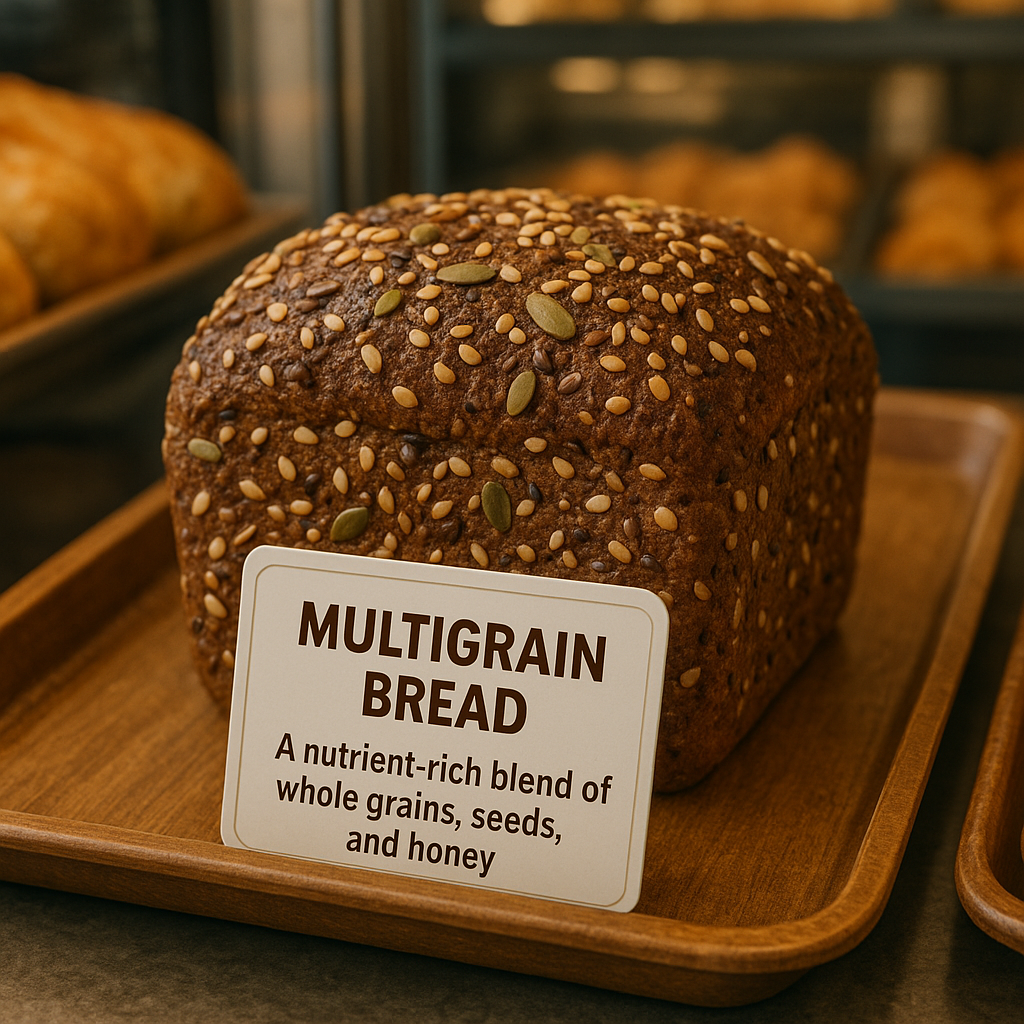 MULTIGRAIN
BREAD
A nutrient-rich blend of
whole grains, seeds,
and honey